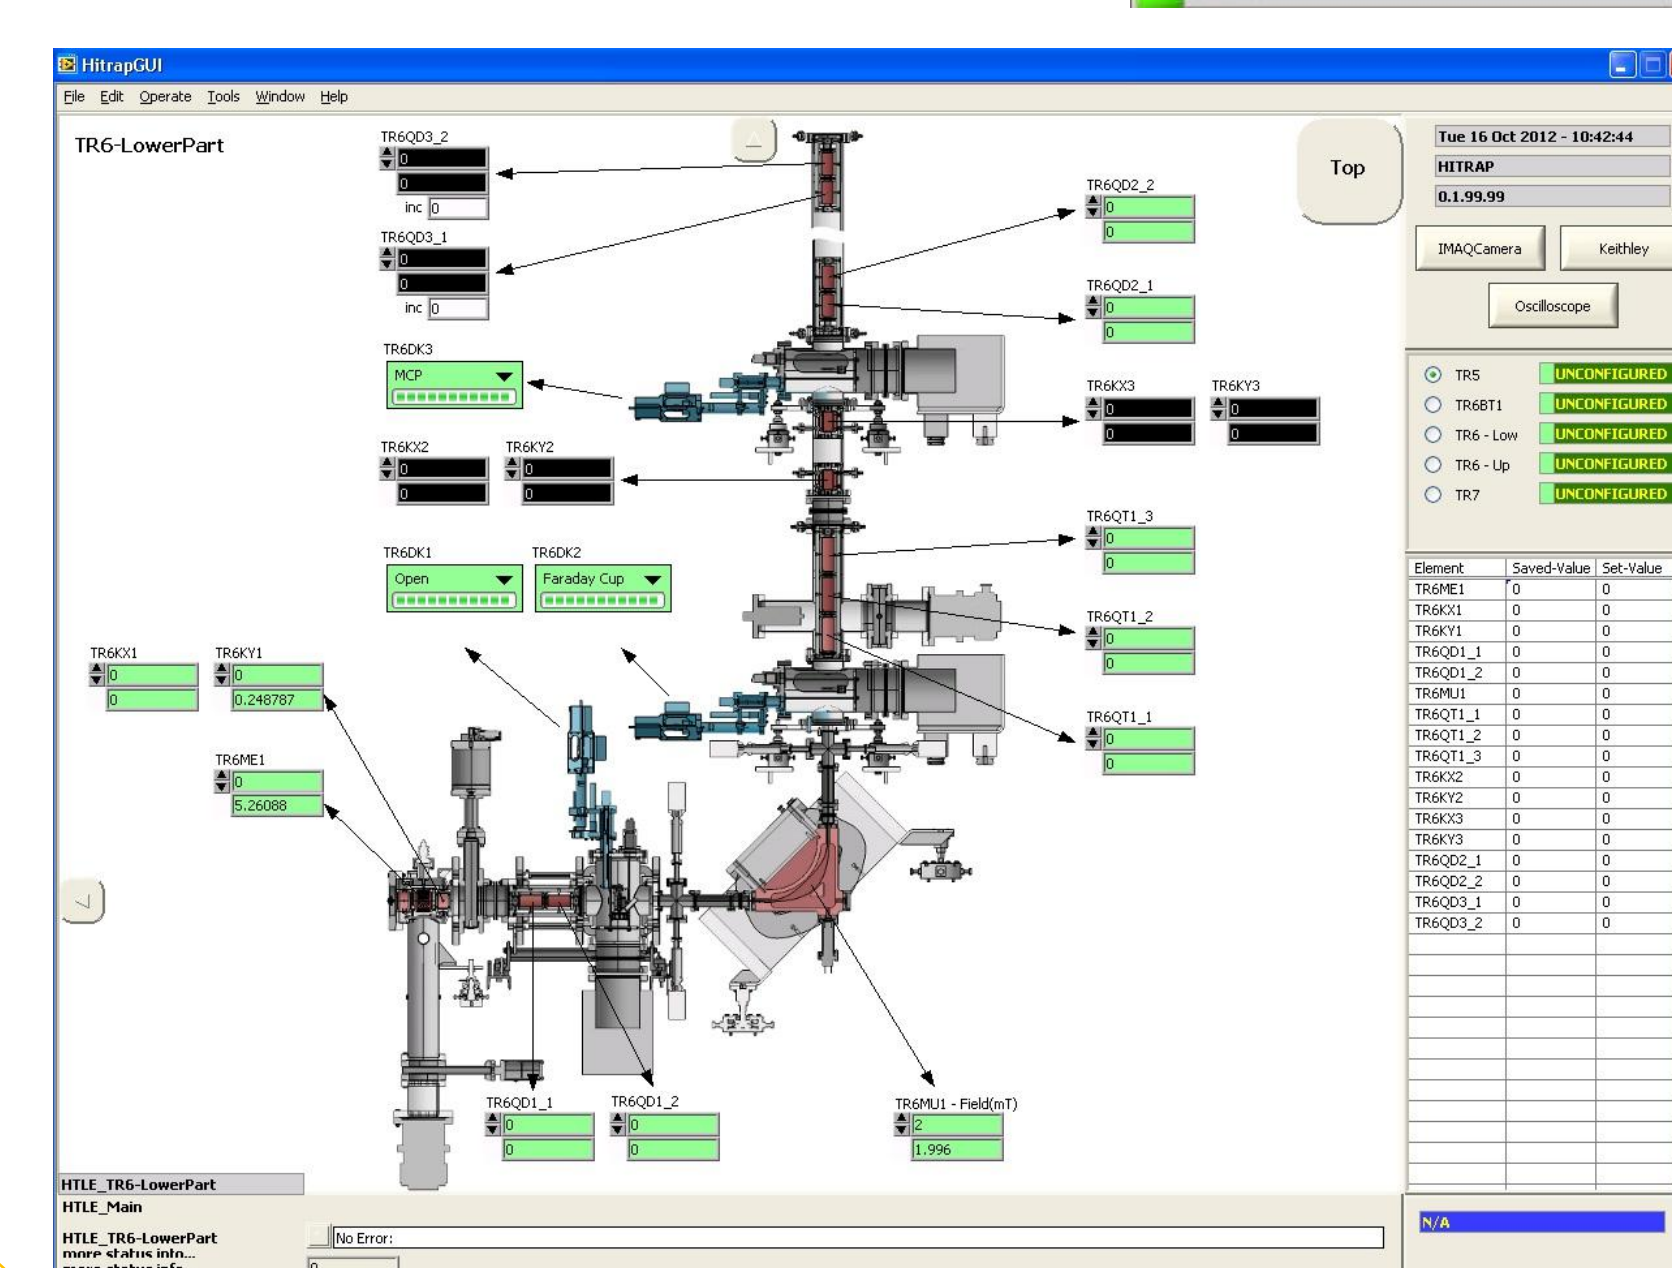 HitrapGUI
File Edit Operate Tools Window Help
TR6-LowerPart
TR6QD3_2
0
0
inc 0
TR6QD3_1
0
0
inc 0
TR6DK3
MCP
TR6KX2 TR6KY2
0 0
0 0
TR6DK1 TR6DK2
Open Faraday Cup
TR6KX1 TR6KY1
0 0
0 0.248787
TR6ME1
0
5.26088
TR6QD1_1 TR6QD1_2
0 0
0 0
TR6MU1 - Field(mT)
2
1.996
TR6QD2_2
0
0
TR6QD2_1
0
0
TR6KX3 TR6KY3
0 0
0 0
TR6QT1_3
0
0
TR6QT1_2
0
0
TR6QT1_1
0
0
Top
Tue 16 Oct 2012 - 10:42:44
HITRAP
0.1.99.99
IMAQCamera Keithley
Oscilloscope
TR5 UNCONFIGURED
TR6BT1 UNCONFIGURED
TR6 - Low UNCONFIGURED
TR6 - Up UNCONFIGURED
TR7 UNCONFIGURED
Element Saved-Value Set-Value
TR6ME1 0 0
TR6KX1 0 0
TR6KY1 0 0
TR6QD1_1 0 0
TR6QD1_2 0 0
TR6MU1 0 0
TR6QT1_1 0 0
TR6QT1_2 0 0
TR6QT1_3 0 0
TR6KX2 0 0
TR6KY2 0 0
TR6KX3 0 0
TR6KY3 0 0
TR6QD2_1 0 0
TR6QD2_2 0 0
TR6QD3_1 0 0
TR6QD3_2 0 0
N/A
HTLE_TR6-LowerPart
HTLE_Main
HTLE_TR6-LowerPart No Error:
more status info...